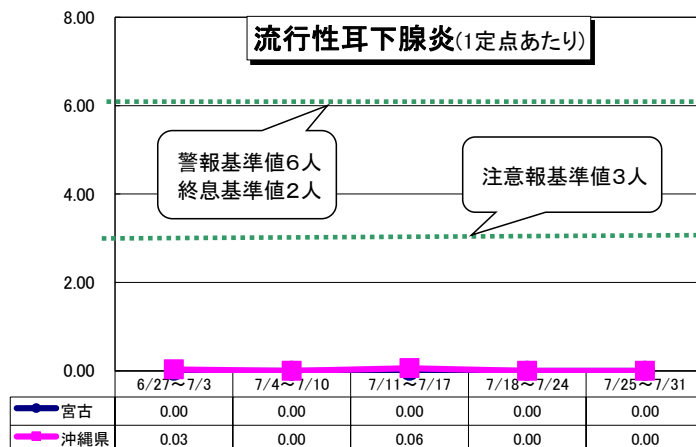 8.00
流行性耳下腺炎(1定点あたり)
6.00
警報基準値6人
終息基準値2人
注意報基準値3人
4.00
2.00
0.00
6/27～7/3 7/4～7/10 7/11～7/17 7/18～7/24 7/25～7/31
宮古 0.00 0.00 0.00 0.00 0.00
沖縄県 0.03 0.00 0.06 0.00 0.00